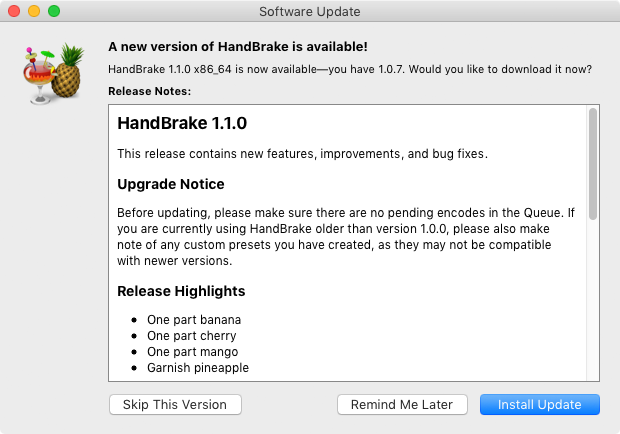 Software Update
A new version of HandBrake is available!
HandBrake 1.1.0 x86_64 is now available—you have 1.0.7. Would you like to download it now?
Release Notes:
HandBrake 1.1.0
This release contains new features, improvements, and bug fixes.
Upgrade Notice
Before updating, please make sure there are no pending encodes in the Queue. If
you are currently using HandBrake older than version 1.0.0, please also make
note of any custom presets you have created, as they may not be compatible
with newer versions.
Release Highlights
• One part banana
• One part cherry
• One part mango
• Garnish pineapple
Skip This Version
Remind Me Later
Install Update